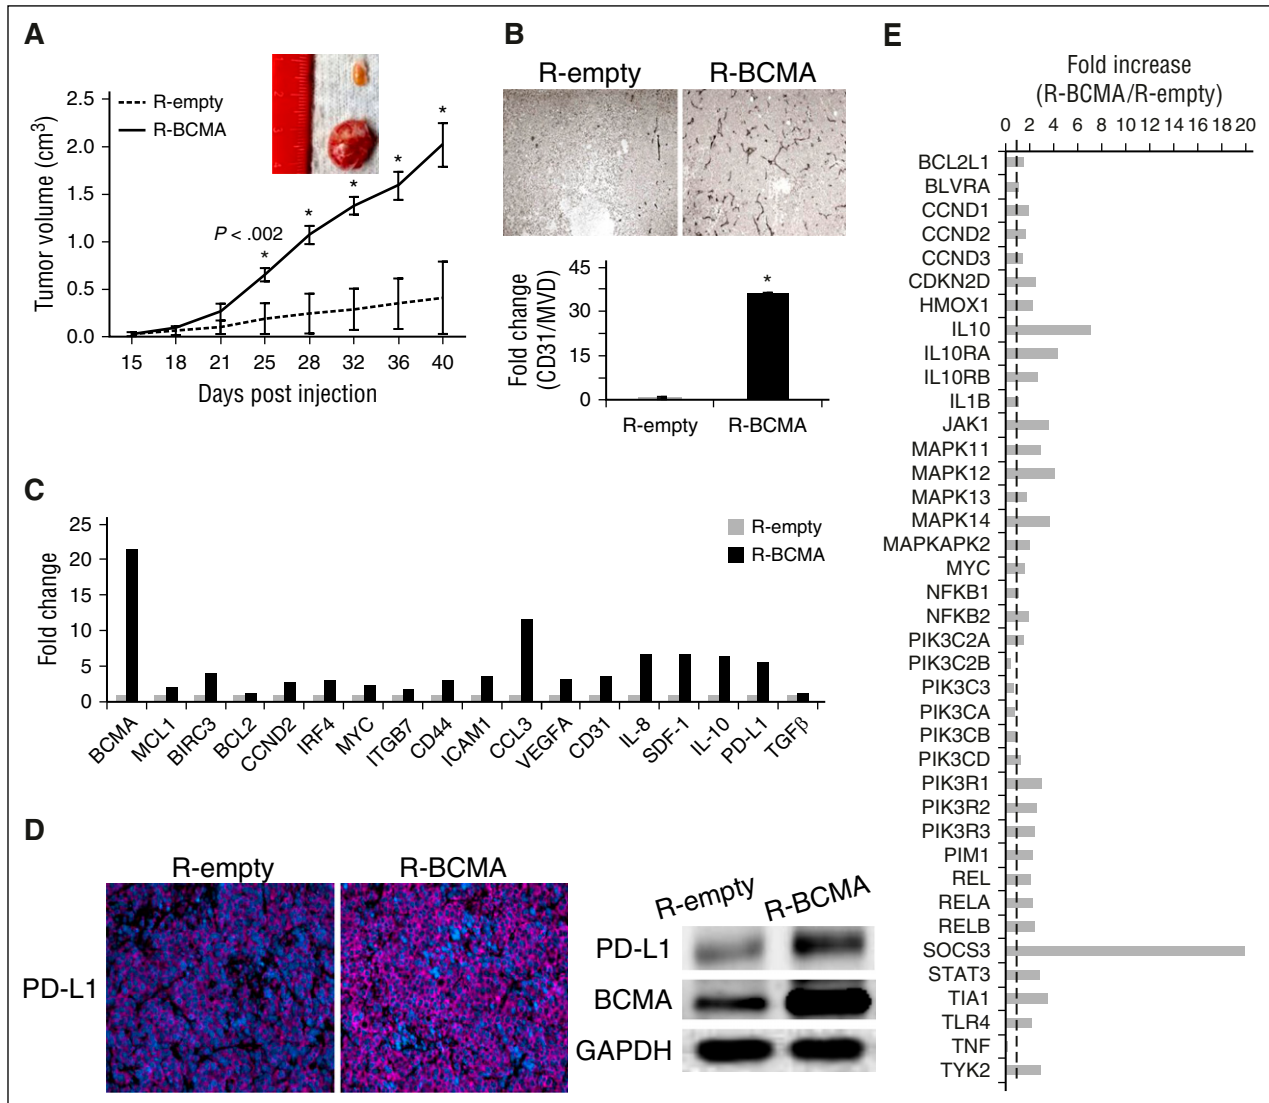 A
R-empty
R-BCMA
P < .002
*
*
*
*
*
*
Tumor volume (cm3)
2.5
2.0
1.5
1.0
0.5
0.0
15 18 21 25 28 32 36 40
Days post injection
B
R-empty R-BCMA
Fold change
(CD31/MVD)
45
30
15
0
*
R-empty R-BCMA
C
Fold change
25
20
15
10
5
0
R-empty
R-BCMA
BCMA MCL1 BIRC3 BCL2 CCND2 IRF4 MYC ITGB7 CD44 ICAM1 CCL3 VEGFA CD31 IL-8 SDF-1 IL-10 PD-L1 TGFβ
D
R-empty R-BCMA
PD-L1
R-empty R-BCMA
PD-L1
BCMA
GAPDH
E
Fold increase
(R-BCMA/R-empty)
0 2 4 6 8 10 12 14 16 18 20
BCL2L1
BLVRA
CCND1
CCND2
CCND3
CDKN2D
HMOX1
IL10
IL10RA
IL10RB
IL1B
JAK1
MAPK11
MAPK12
MAPK13
MAPK14
MAPKAPK2
MYC
NFKB1
NFKB2
PIK3C2A
PIK3C2B
PIK3C3
PIK3CA
PIK3CB
PIK3CD
PIK3R1
PIK3R2
PIK3R3
PIM1
REL
RELA
RELB
SOCS3
STAT3
TIA1
TLR4
TNF
TYK2